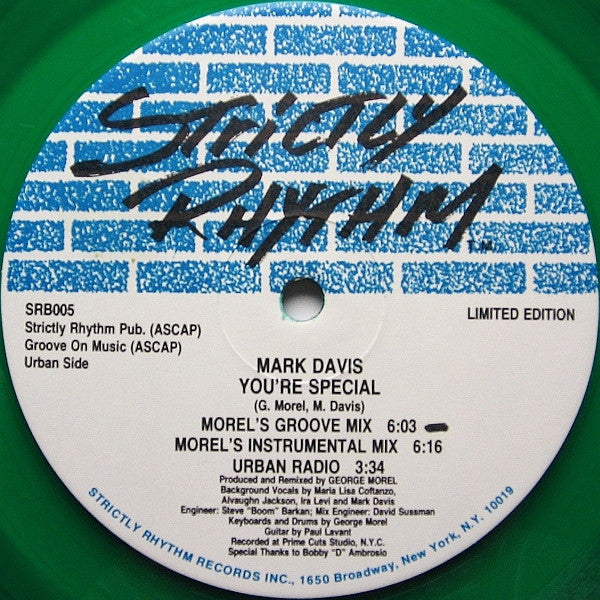 STRICTLY
RHYTHM
T.M.
SRB005
LIMITED EDITION
Strictly Rhythm Pub. (ASCAP)
Groove On Music (ASCAP)
Urban Side
MARK DAVIS
YOU'RE SPECIAL
(G. Morel, M. Davis)
MOREL'S GROOVE MIX 6:03
MOREL'S INSTRUMENTAL MIX 6:16
URBAN RADIO 3:34
Produced and Remixed by GEORGE MOREL
Background Vocals by Maria Lisa Coftanzo,
Alvaughn Jackson, Ira Levi and Mark Davis
Engineer: Steve "Boom" Barkan; Mix Engineer: David Sussman
Keyboards and Drums by George Morel
Guitar by Paul Lavant
Recorded at Prime Cuts Studio, N.Y.C.
Special Thanks to Bobby "D" Ambrosio
STRICTLY RHYTHM RECORDS INC., 1650 Broadway, New York, N.Y. 10019